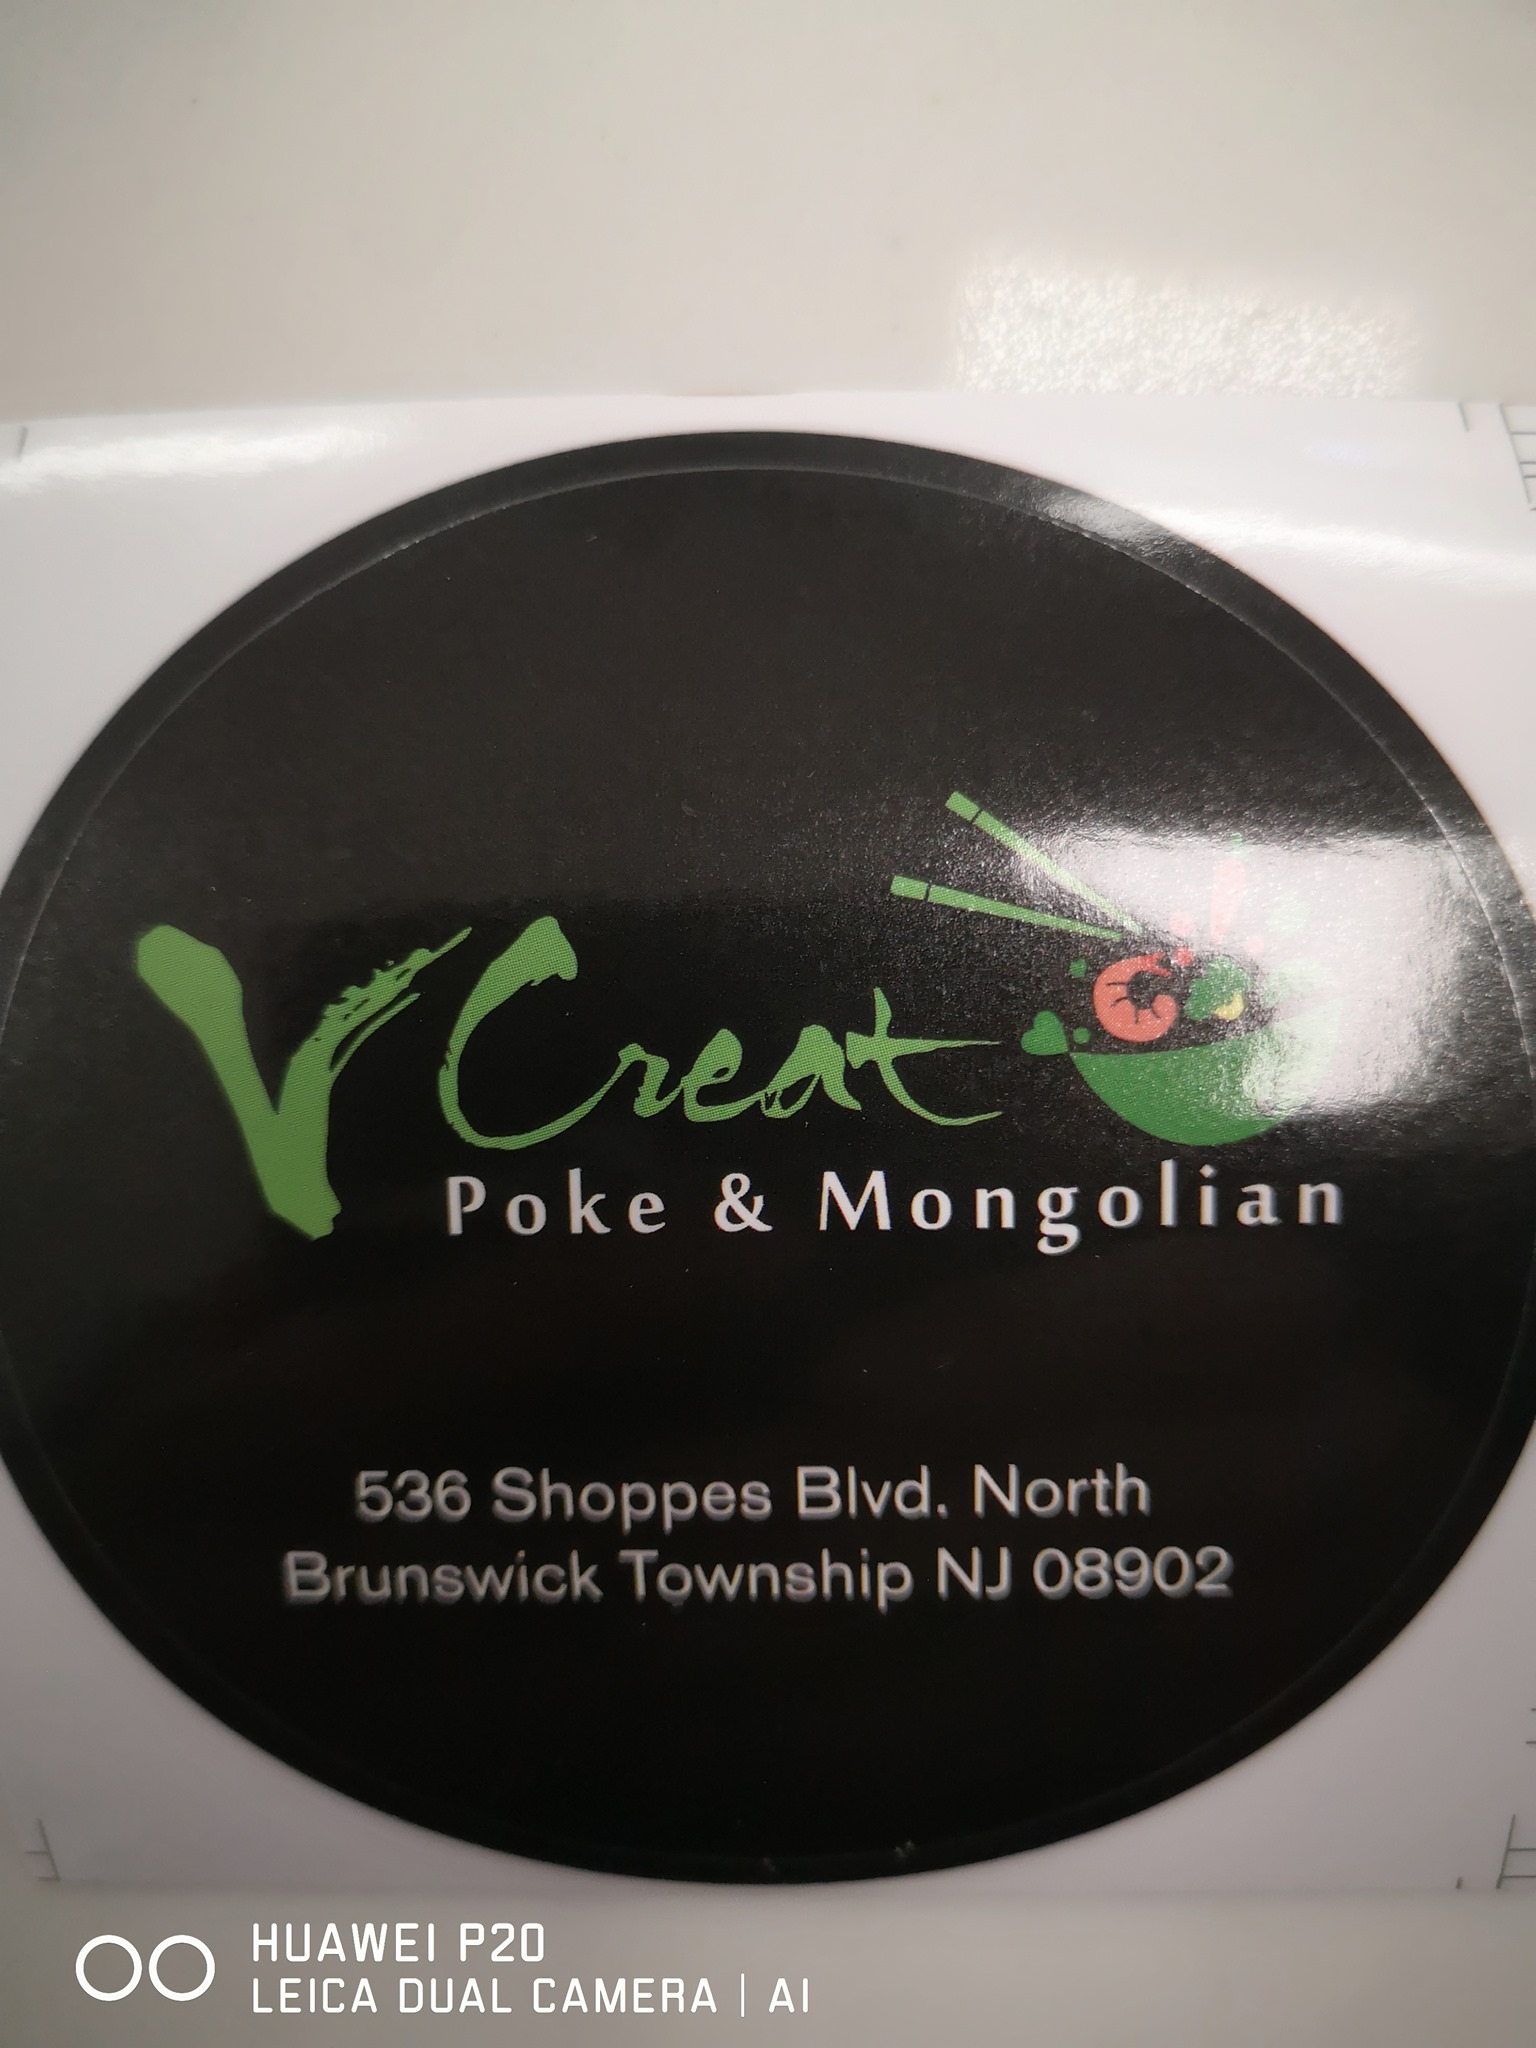 V Creat
Poke & Mongolian
536 Shoppes Blvd. North
Brunswick Township NJ 08902
HUAWEI P20
LEICA DUAL CAMERA | AI